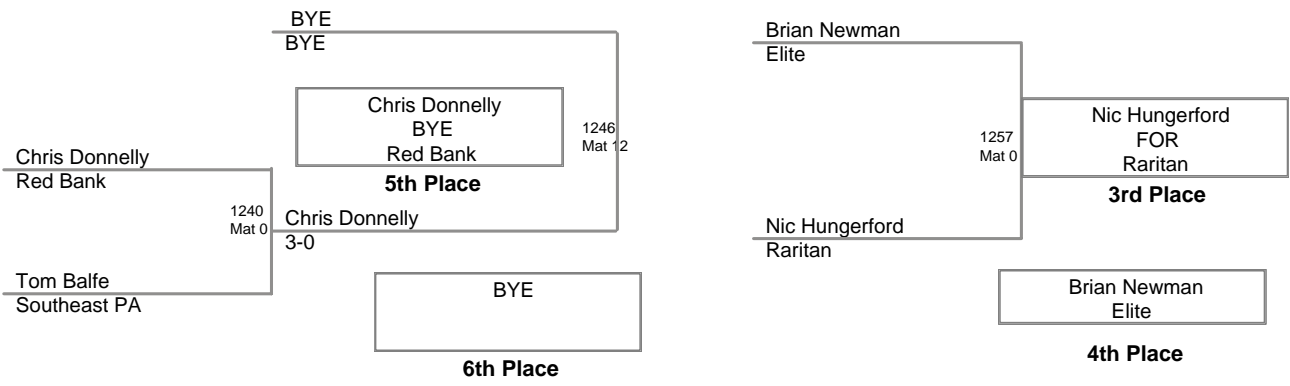 BYE
BYE
Chris Donnelly
BYE
Red Bank
5th Place
1246
Mat 12
Chris Donnelly
Red Bank
1240
Mat 0
Chris Donnelly
3-0
Tom Balfe
Southeast PA
BYE
6th Place
Brian Newman
Elite
1257
Mat 0
Nic Hungerford
FOR
Raritan
3rd Place
Nic Hungerford
Raritan
Brian Newman
Elite
4th Place